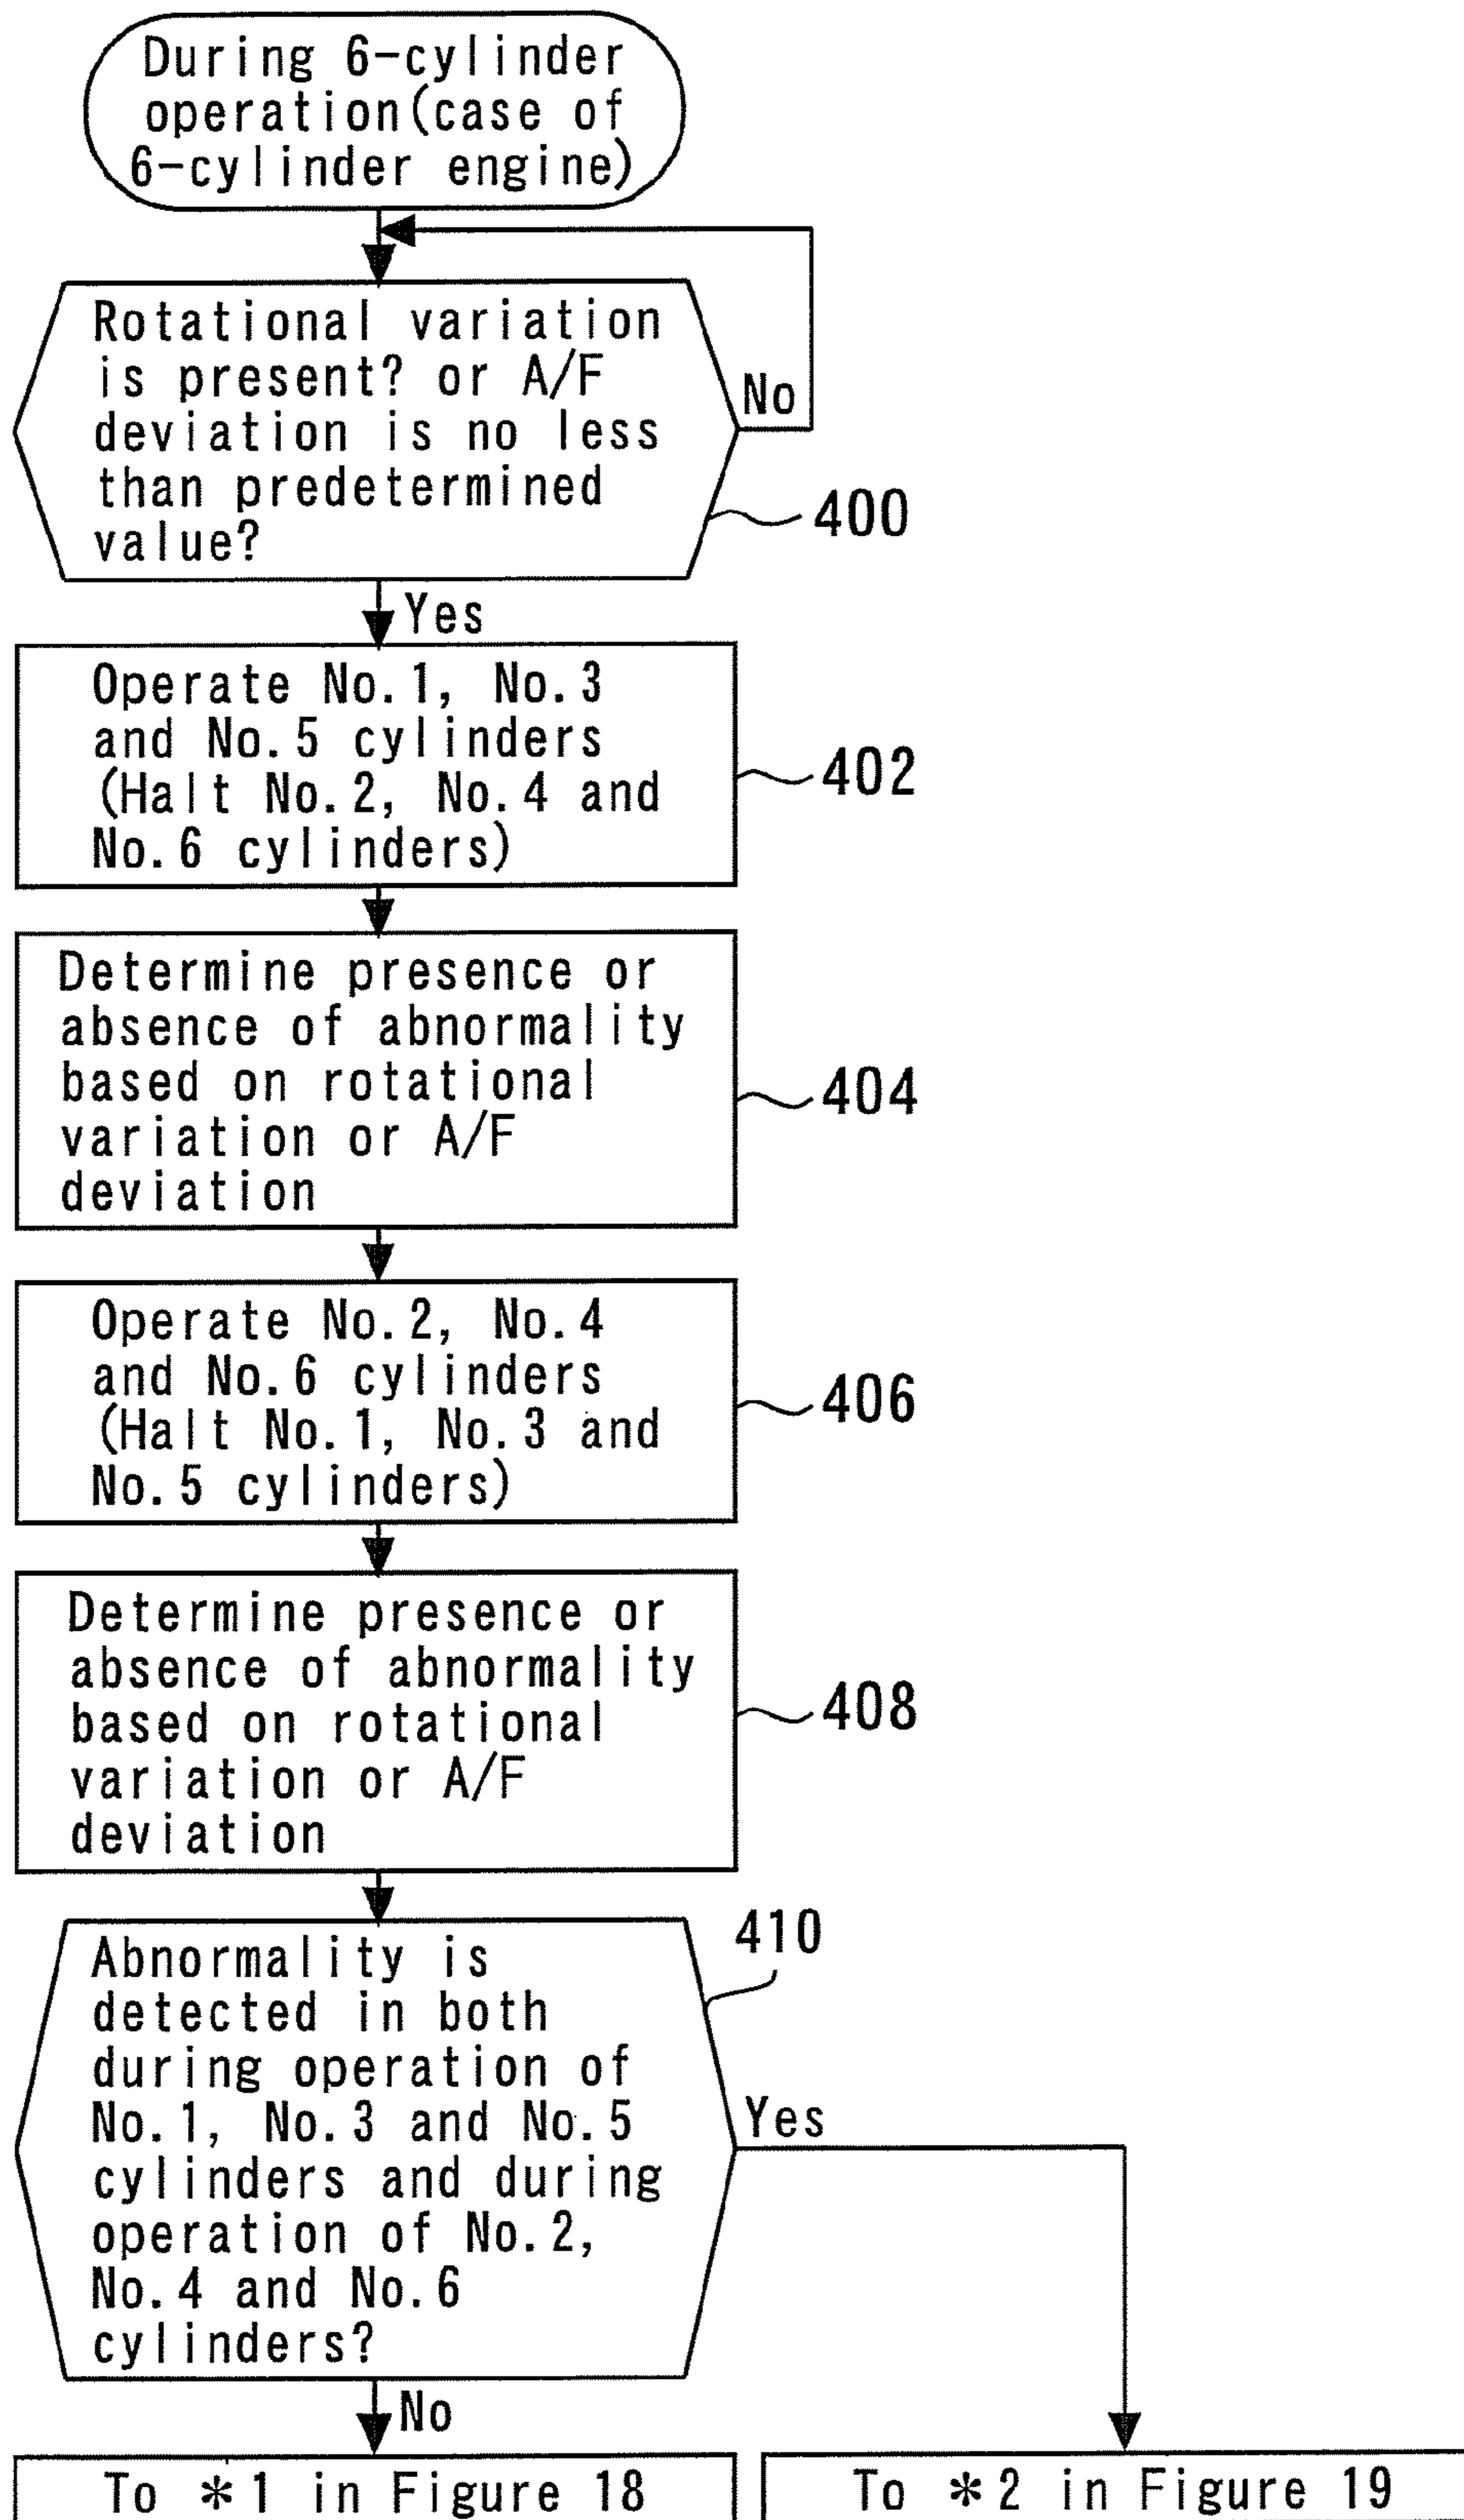 During 6-cylinder
operation(case of
6-cylinder engine)
Rotational variation
is present? or A/F
deviation is no less
than predetermined
value?
No
400
Yes
Operate No.1, No.3
and No.5 cylinders
(Halt No.2, No.4 and
No.6 cylinders)
402
Determine presence or
absence of abnormality
based on rotational
variation or A/F
deviation
404
Operate No.2, No.4
and No.6 cylinders
(Halt No.1, No.3 and
No.5 cylinders)
406
Determine presence or
absence of abnormality
based on rotational
variation or A/F
deviation
408
410
Abnormality is
detected in both
during operation of
No.1, No.3 and No.5
cylinders and during
operation of No.2,
No.4 and No.6
cylinders?
Yes
No
To *1 in Figure 18
To *2 in Figure 19